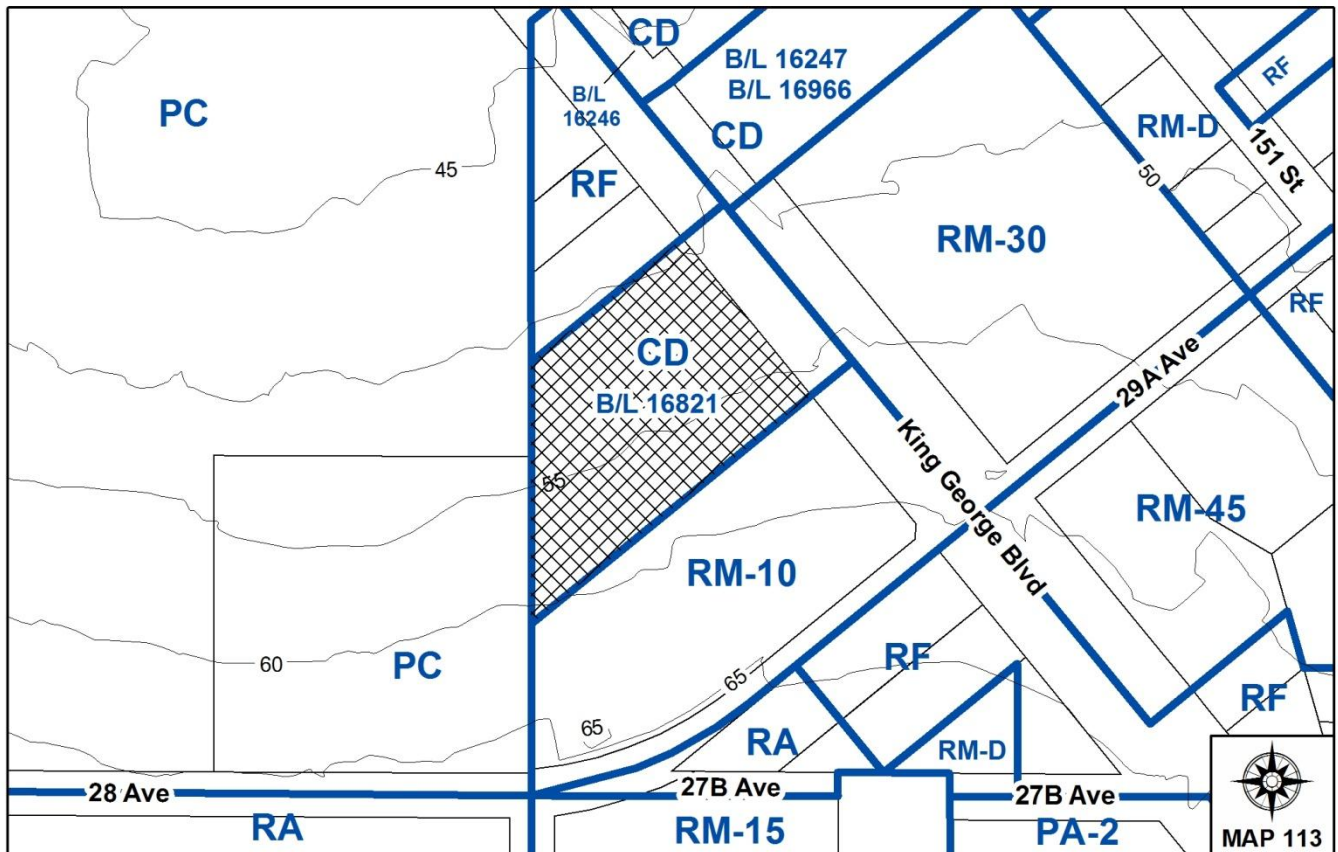 CD
B/L 16247
B/L 16966
CD
B/L
16246
RF
PC
45
RM-D
RF
151 St
50
RF
RM-30
CD
B/L 16821
55
29A Ave
King George Blvd
RM-45
RM-10
PC
60
65
65
RF
RF
RA
RM-D
28 Ave
27B Ave
27B Ave
RA
RM-15
PA-2
MAP 113